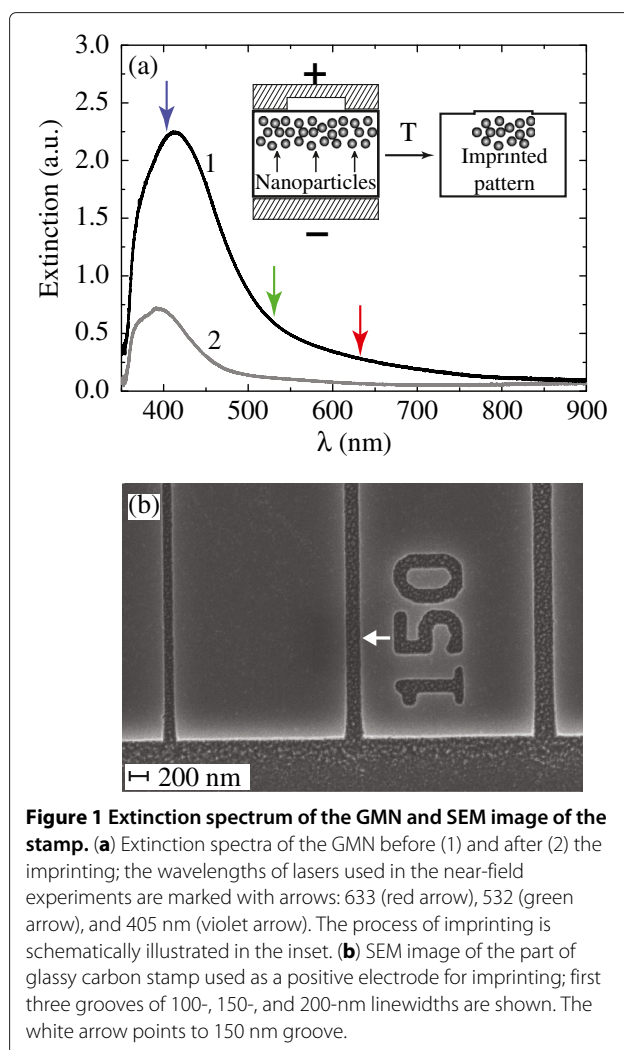 3.0
(a)
2.5
2.0
1.5
1.0
0.5
0.0
Extinction (a.u.)
1
2
+
Nanoparticles
−
T
Imprinted
pattern
400 500 600 700 800 900
λ (nm)
(b)
150
200 nm
Figure 1 Extinction spectrum of the GMN and SEM image of the
stamp. (a) Extinction spectra of the GMN before (1) and after (2) the
imprinting; the wavelengths of lasers used in the near-field
experiments are marked with arrows: 633 (red arrow), 532 (green
arrow), and 405 nm (violet arrow). The process of imprinting is
schematically illustrated in the inset. (b) SEM image of the part of
glassy carbon stamp used as a positive electrode for imprinting; first
three grooves of 100-, 150-, and 200-nm linewidths are shown. The
white arrow points to 150 nm groove.